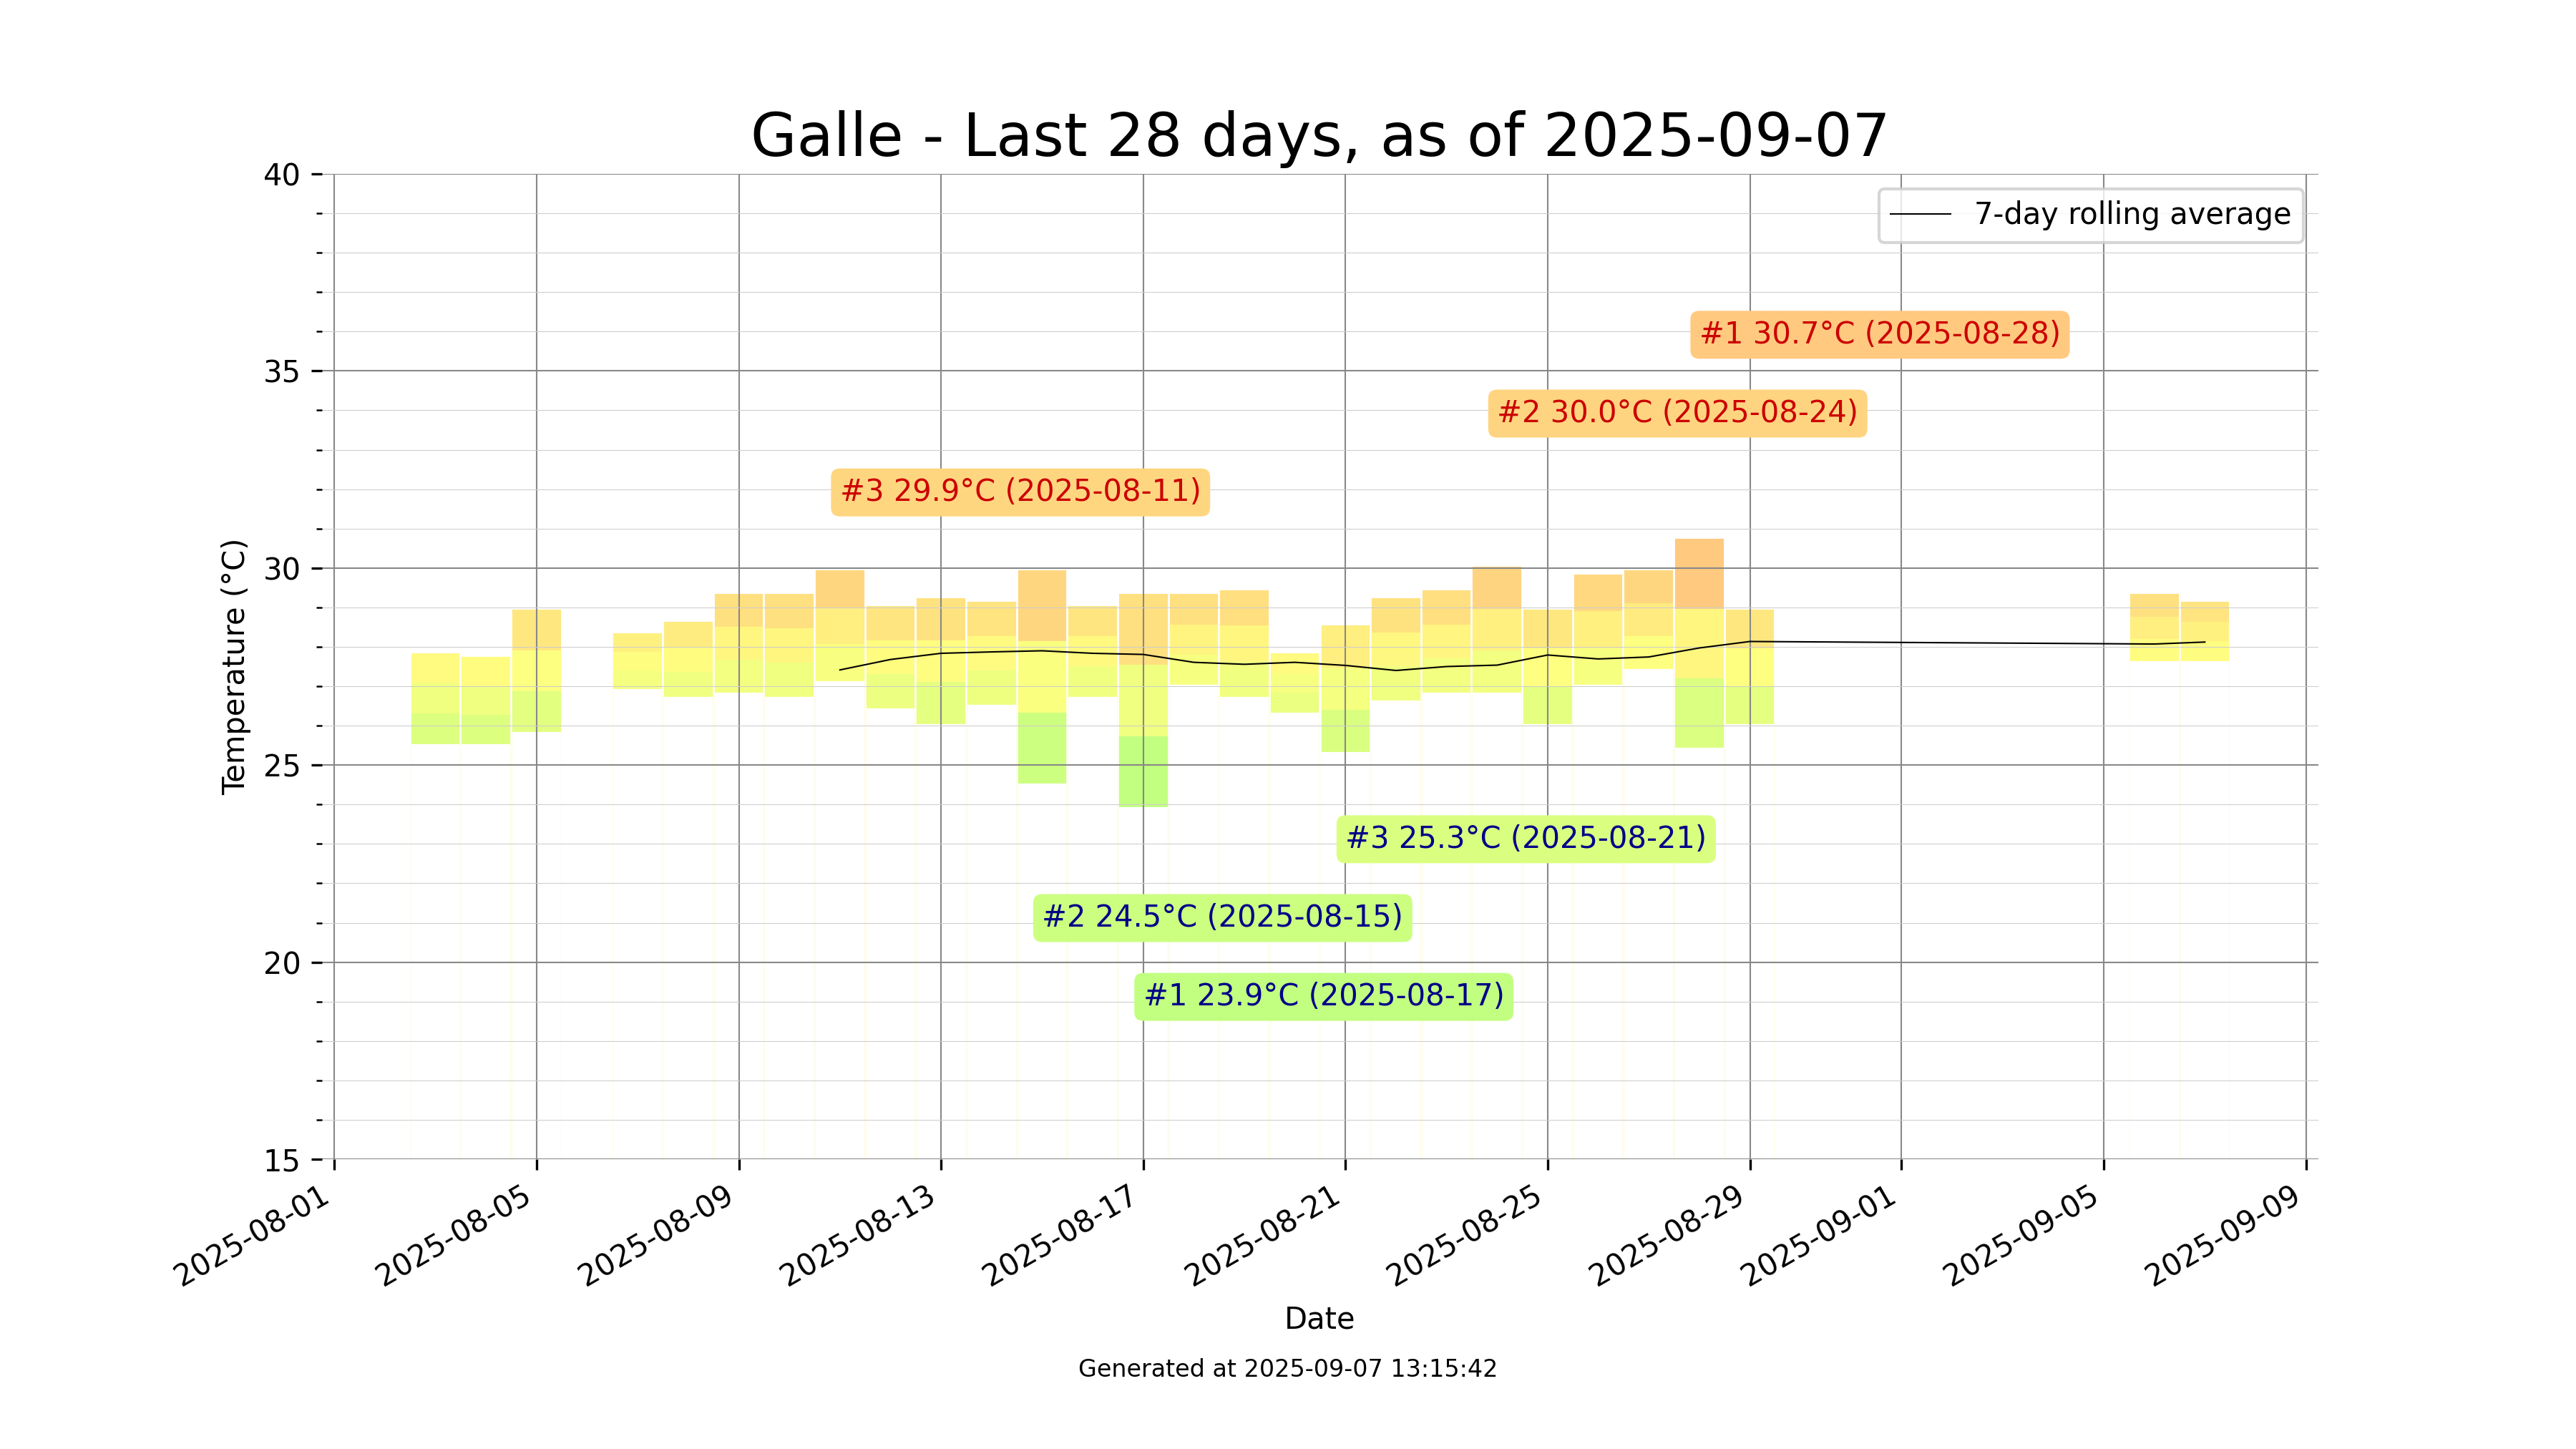 Galle - Last 28 days, as of 2025-09-07
40
35
30
25
20
15
Temperature (°C)
7-day rolling average
#1 30.7°C (2025-08-28)
#2 30.0°C (2025-08-24)
#3 29.9°C (2025-08-11)
#3 25.3°C (2025-08-21)
#2 24.5°C (2025-08-15)
#1 23.9°C (2025-08-17)
2025-08-01
2025-08-05
2025-08-09
2025-08-13
2025-08-17
2025-08-21
2025-08-25
2025-08-29
2025-09-01
2025-09-05
2025-09-09
Date
Generated at 2025-09-07 13:15:42